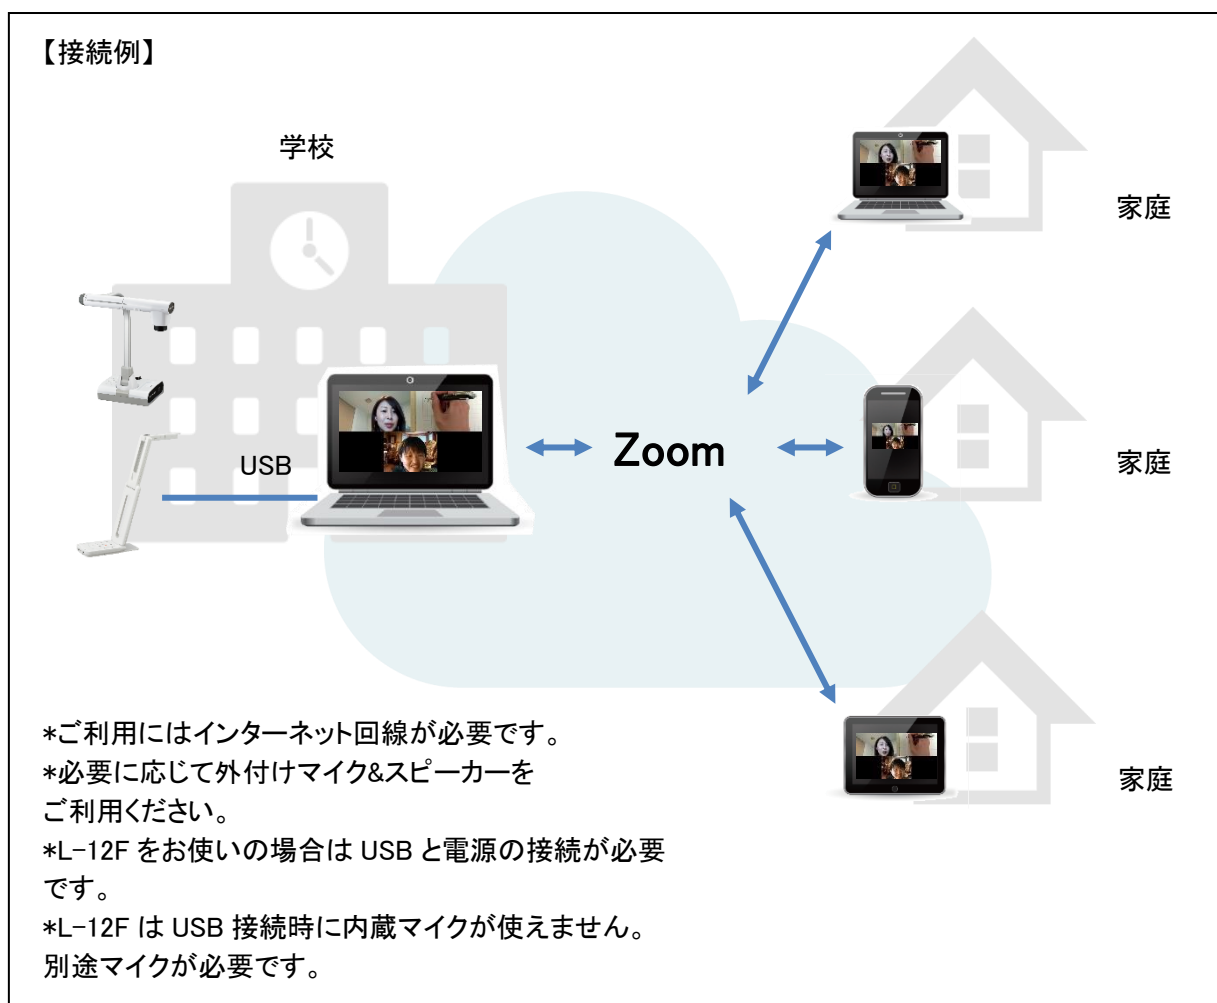 【接続例】
学校
家庭
USB
Zoom
家庭
家庭
*ご利用にはインターネット回線が必要です。
*必要に応じて外付けマイク&スピーカーを
ご利用ください。
*L-12F をお使いの場合は USB と電源の接続が必要
です。
*L-12F は USB 接続時に内蔵マイクが使えません。
別途マイクが必要です。